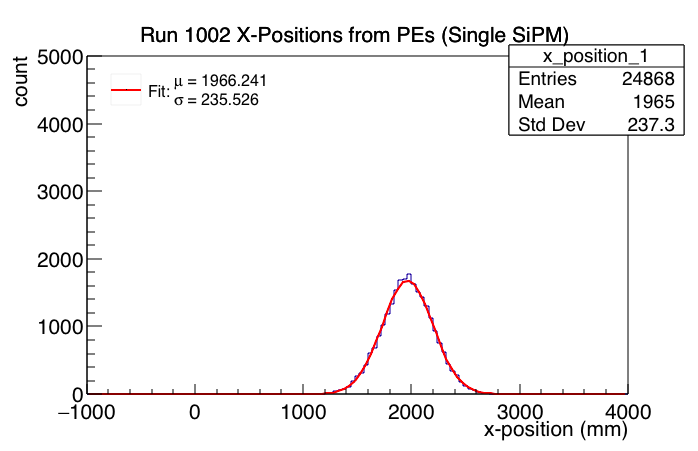 Run 1002 X-Positions from PEs (Single SiPM)
x_position_1
Entries 24868
Mean 1965
Std Dev 237.3
Fit: μ = 1966.241
σ = 235.526
count
5000
4000
3000
2000
1000
0
−1000 0 1000 2000 3000 4000
x-position (mm)